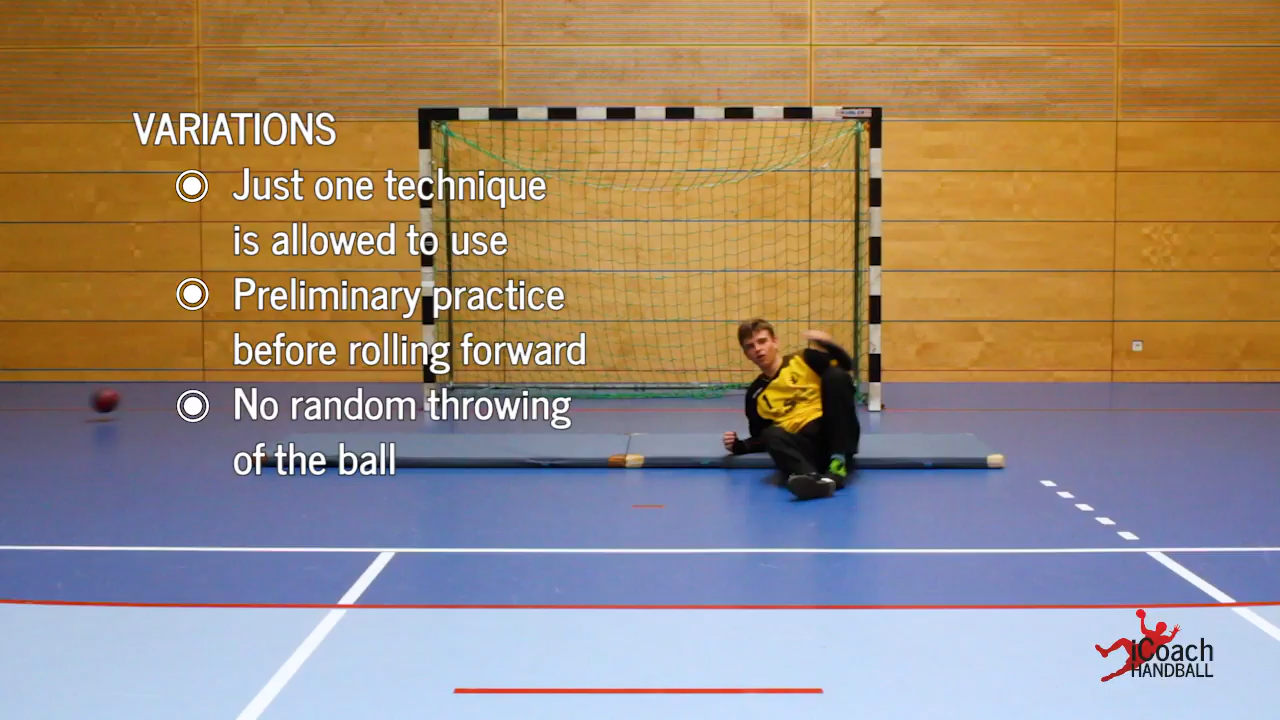 VARIATIONS
Just one technique
is allowed to use
Preliminary practice
before rolling forward
No random throwing
of the ball
1
iCoach
HANDBALL